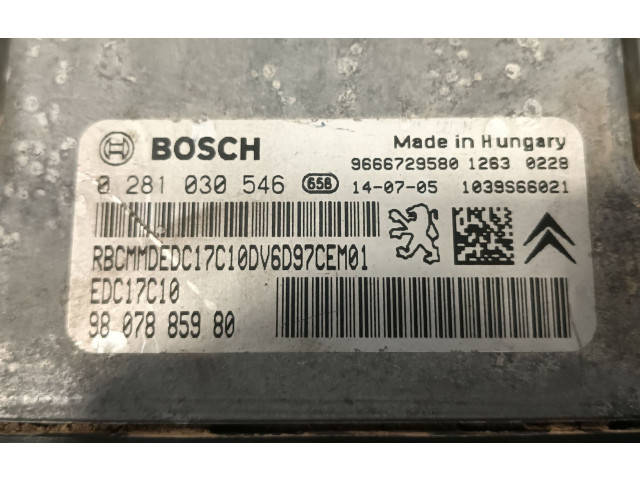 BOSCH
Made in Hungary
9666729580 1263 0228
0 281 030 546 658 14-07-05 1039S66021
RBCMMDEDC17C10DV6D97CEM01
EDC17C10
98 078 859 80